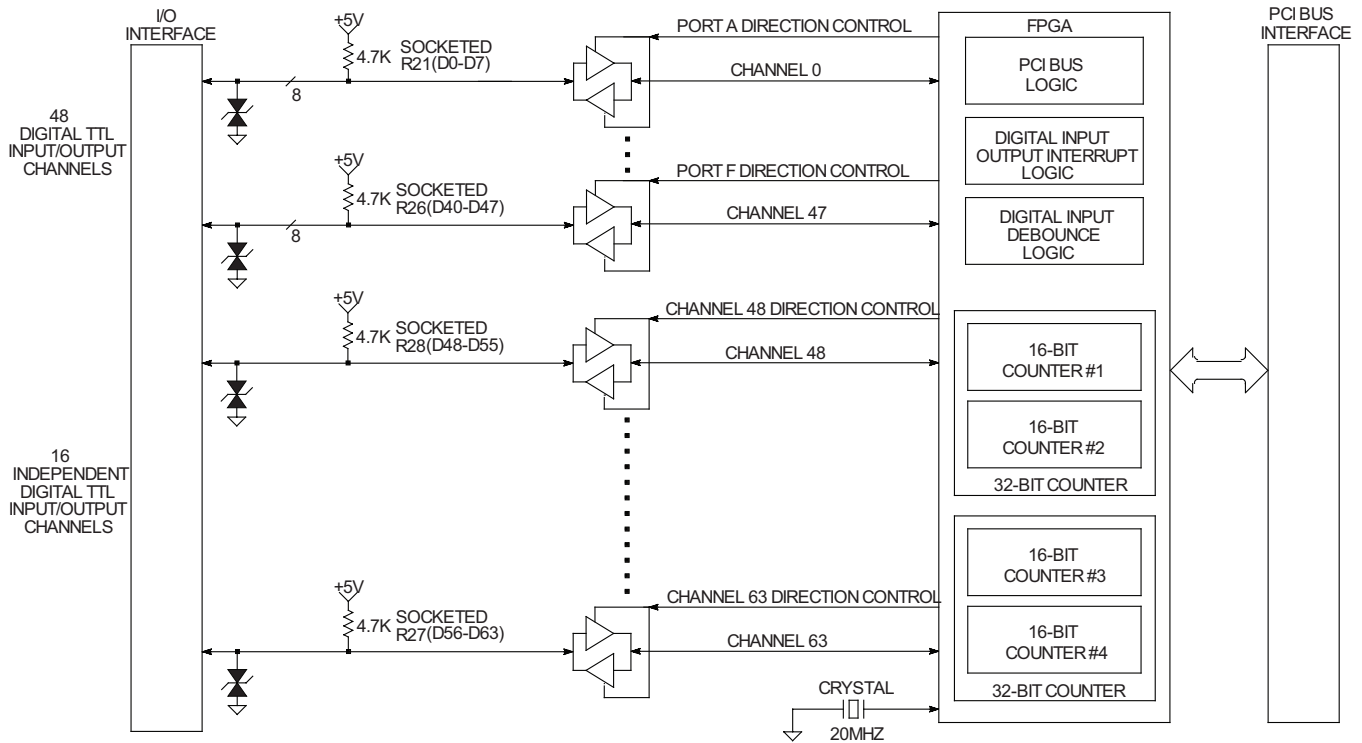 I/O
INTERFACE
48
DIGITAL TTL
INPUT/OUTPUT
CHANNELS
16
INDEPENDENT
DIGITAL TTL
INPUT/OUTPUT
CHANNELS
+5V
4.7K
SOCKETED
R21(D0-D7)
8
PORT A DIRECTION CONTROL
CHANNEL 0
+5V
4.7K
SOCKETED
R26(D40-D47)
8
PORT F DIRECTION CONTROL
CHANNEL 47
+5V
4.7K
SOCKETED
R28(D48-D55)
CHANNEL 48 DIRECTION CONTROL
CHANNEL 48
+5V
4.7K
SOCKETED
R27(D56-D63)
CHANNEL 63 DIRECTION CONTROL
CHANNEL 63
CRYSTAL
20MHZ
FPGA
PCI BUS
LOGIC
DIGITAL INPUT
OUTPUT INTERRUPT
LOGIC
DIGITAL INPUT
DEBOUNCE
LOGIC
16-BIT
COUNTER #1
16-BIT
COUNTER #2
32-BIT COUNTER
16-BIT
COUNTER #3
16-BIT
COUNTER #4
32-BIT COUNTER
PCI BUS
INTERFACE